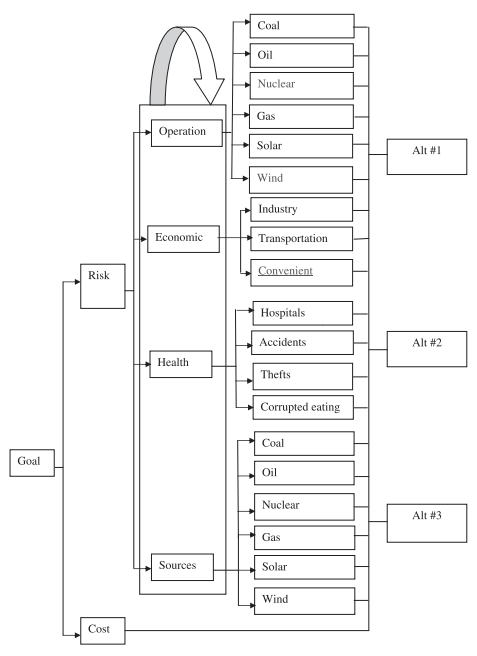 Coal
Oil
Nuclear
Gas
Solar
Wind
Operation
Alt #1
Industry
Transportation
Convenient
Economic
Risk
Hospitals
Accidents
Thefts
Corrupted eating
Health
Alt #2
Goal
Coal
Oil
Nuclear
Gas
Solar
Wind
Sources
Alt #3
Cost